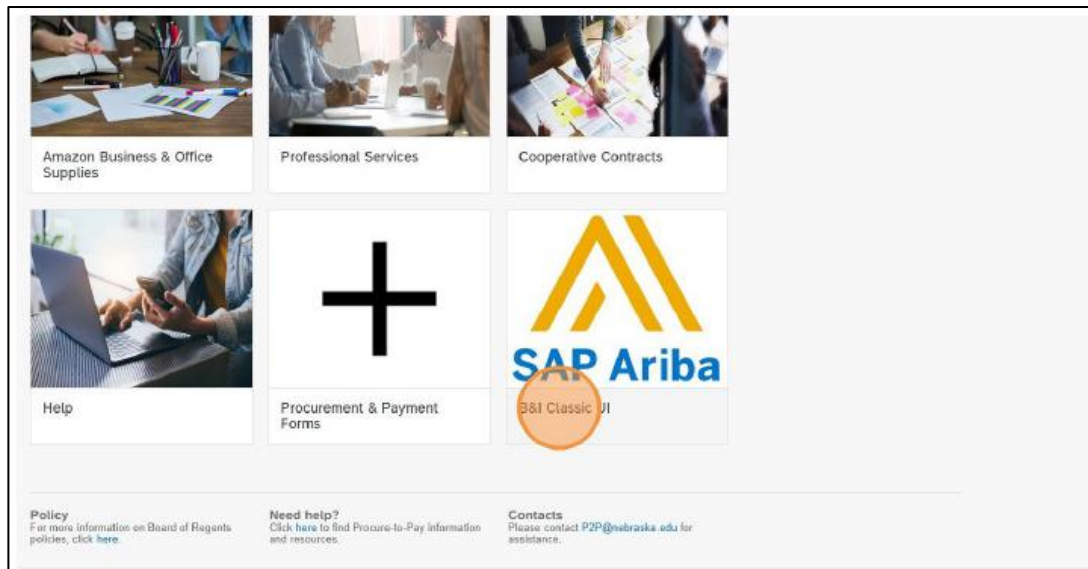 Amazon Business & Office
Supplies
Professional Services
Cooperative Contracts
SAP Ariba
Help
Procurement & Payment
Forms
B&I Classic UI
Policy
For more information on Board of Regents
policies, click here.
Need help?
Click here to find Procure-to-Pay information
and resources.
Contacts
Please contact P2P@nebraska.edu for
assistance.